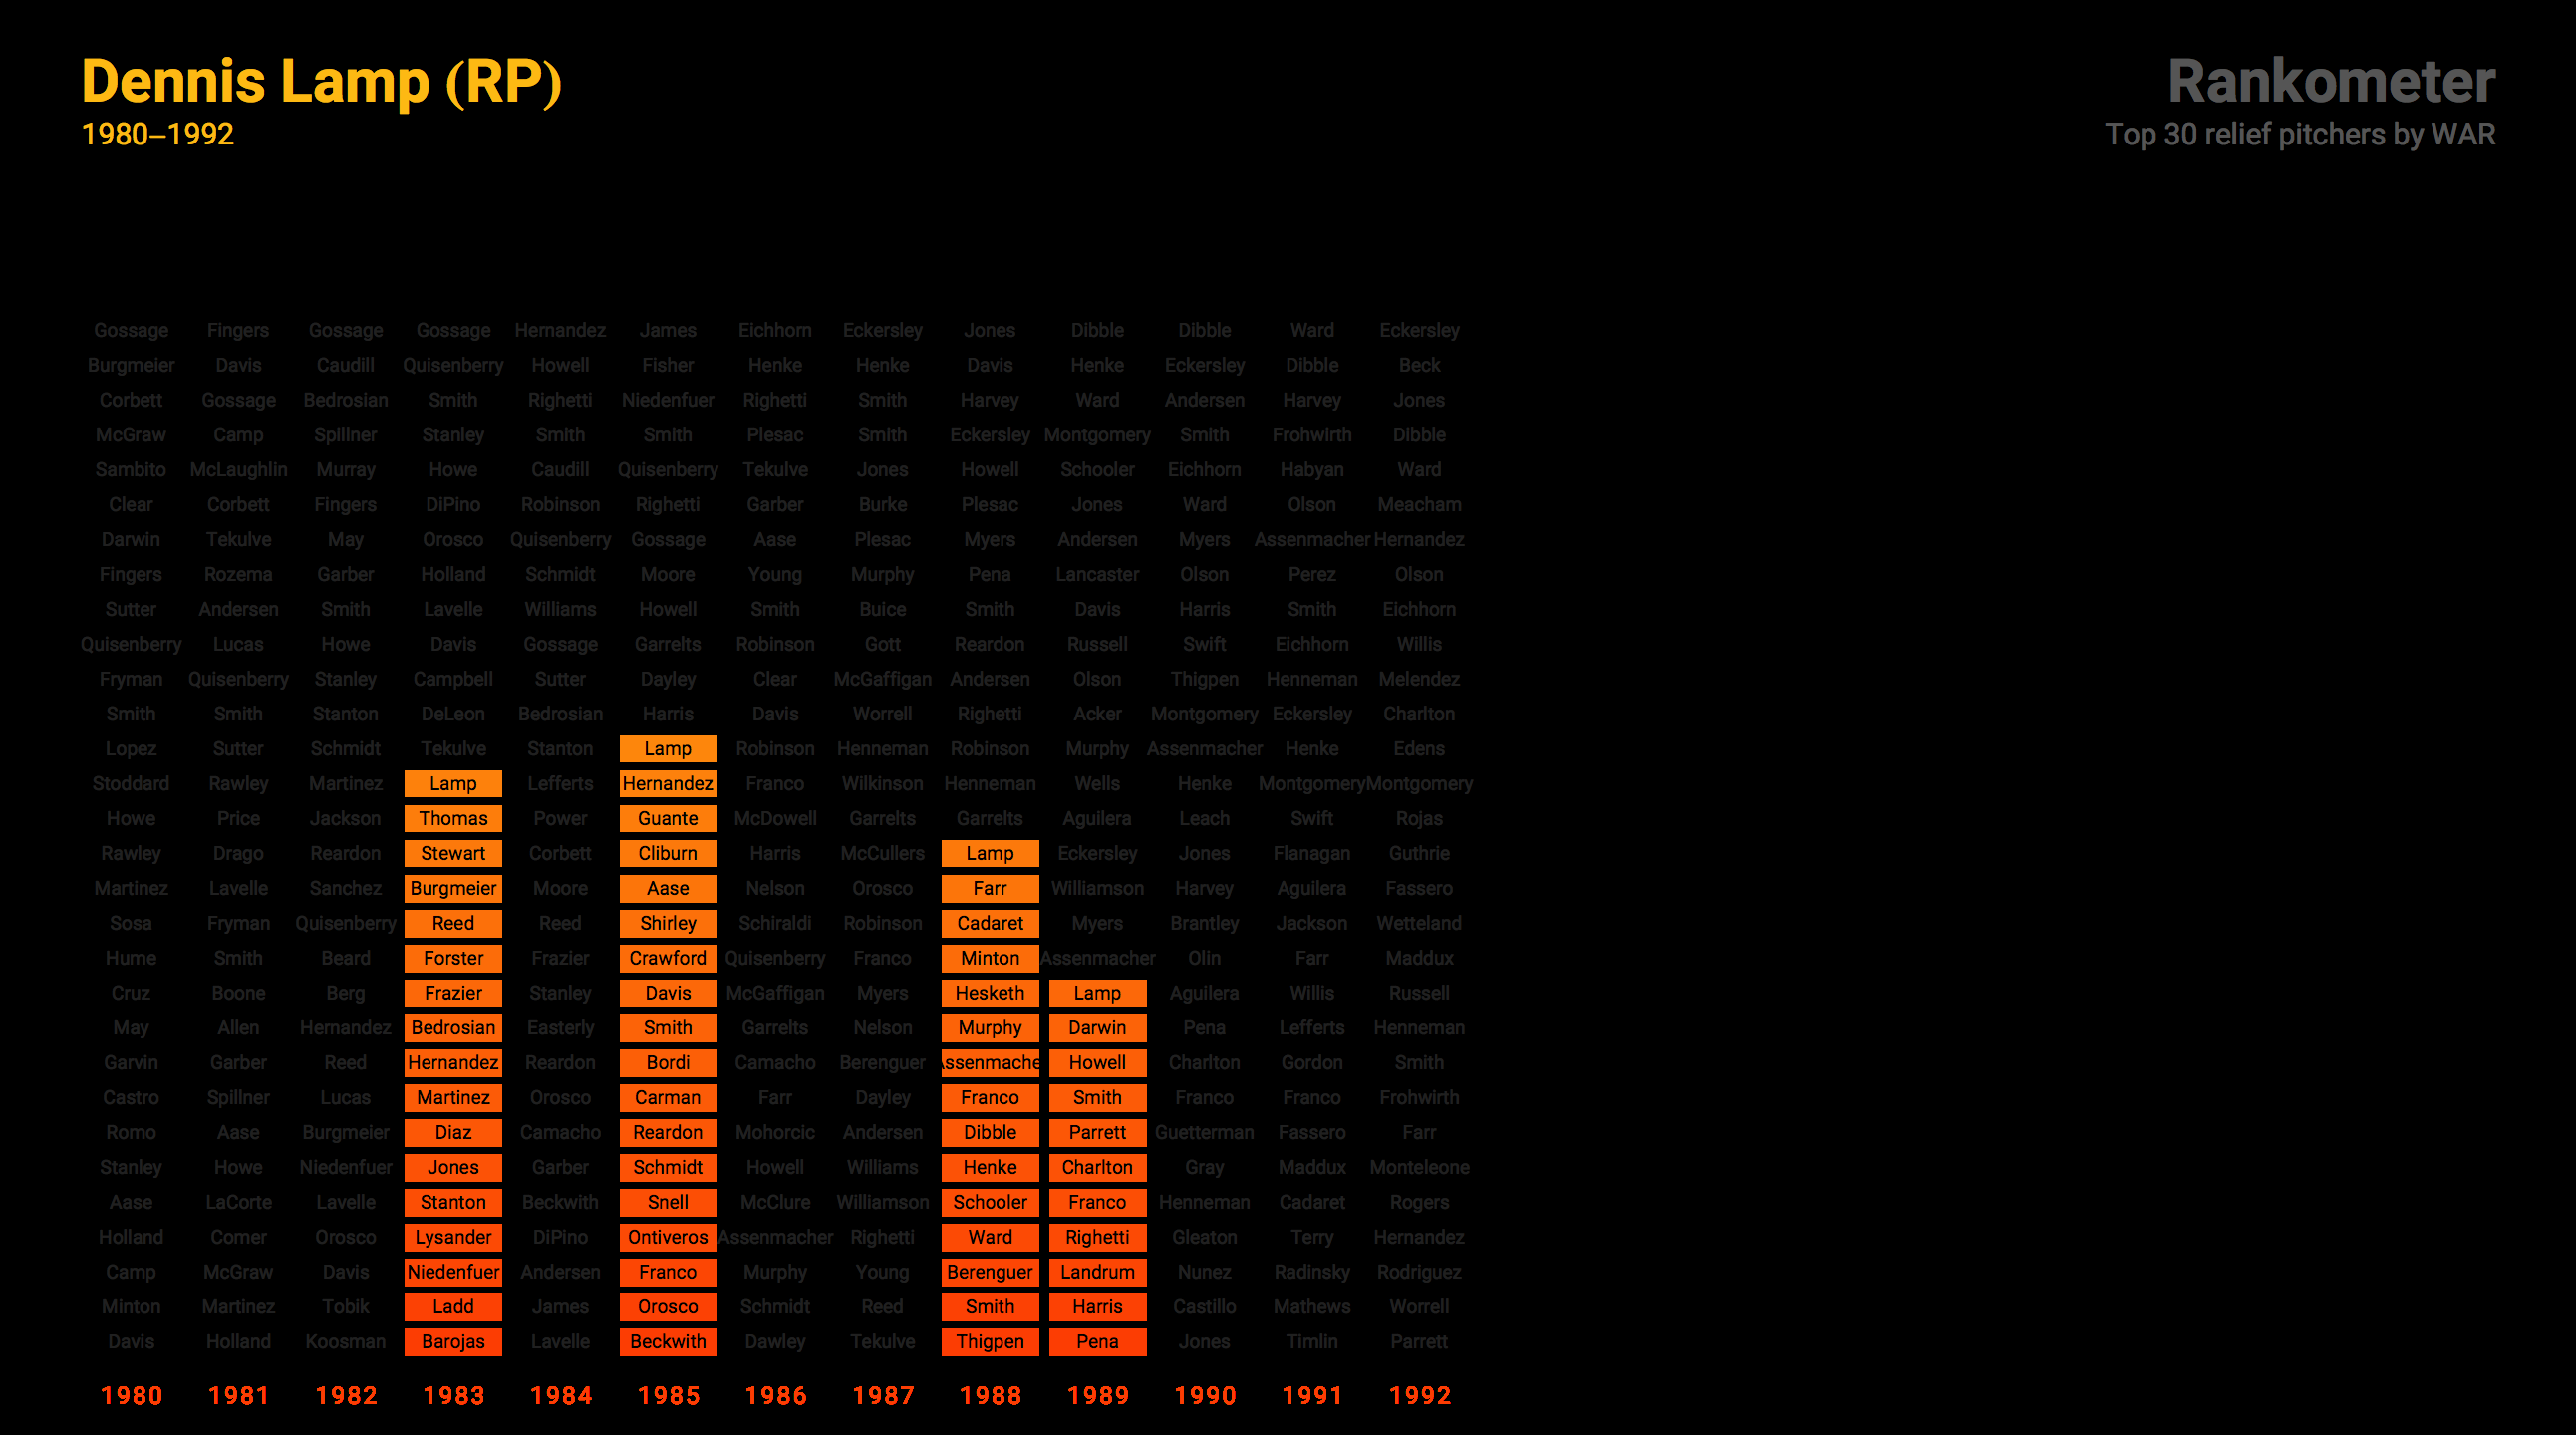 Dennis Lamp (RP)
1980–1992
Rankometer
Top 30 relief pitchers by WAR
Gossage Fingers Gossage Gossage Hernandez James Eichhorn Eckersley Jones Dibble Dibble Ward Eckersley
Burgmeier Davis Caudill Quisenberry Howell Fisher Henke Henke Davis Henke Eckersley Dibble Beck
Corbett Gossage Bedrosian Smith Righetti Niedenfuer Righetti Smith Harvey Ward Andersen Harvey Jones
McGraw Camp Spillner Stanley Smith Smith Plesac Smith Eckersley Montgomery Smith Frohwirth Dibble
Sambito McLaughlin Murray Howe Caudill Quisenberry Tekulve Jones Howell Schooler Eichhorn Habyan Ward
Clear Corbett Fingers DiPino Robinson Righetti Garber Burke Plesac Jones Ward Olson Meacham
Darwin Tekulve May Orosco Quisenberry Gossage Aase Plesac Myers Andersen Myers Assenmacher Hernandez
Fingers Rozema Garber Holland Schmidt Moore Young Murphy Pena Lancaster Olson Perez Olson
Sutter Andersen Smith Lavelle Williams Howell Smith Buice Smith Davis Harris Smith Eichhorn
Quisenberry Lucas Howe Davis Gossage Garrelts Robinson Gott Reardon Russell Swift Eichhorn Willis
Fryman Quisenberry Stanley Campbell Sutter Dayley Clear McGaffigan Andersen Olson Thigpen Henneman Melendez
Smith Smith Stanton DeLeon Bedrosian Harris Davis Worrell Righetti Acker Montgomery Eckersley Charlton
Lopez Sutter Schmidt Tekulve Stanton Lamp Robinson Henneman Robinson Murphy Assenmacher Henke Edens
Stoddard Rawley Martinez Lamp Lefferts Hernandez Franco Wilkinson Henneman Wells Henke Montgomery Montgomery
Howe Price Jackson Thomas Power Guante McDowell Garrelts Garrelts Aguilera Leach Swift Rojas
Rawley Drago Reardon Stewart Corbett Cliburn Harris McCullers Lamp Eckersley Jones Flanagan Guthrie
Martinez Lavelle Sanchez Burgmeier Moore Aase Nelson Orosco Farr Williamson Harvey Aguilera Fassero
Sosa Fryman Quisenberry Reed Reed Shirley Schiraldi Robinson Cadaret Myers Brantley Jackson Wetteland
Hume Smith Beard Forster Frazier Crawford Quisenberry Franco Minton Assenmacher Olin Farr Maddux
Cruz Boone Berg Frazier Stanley Davis McGaffigan Myers Hesketh Lamp Aguilera Willis Russell
May Allen Hernandez Bedrosian Easterly Smith Garrelts Nelson Murphy Darwin Pena Lefferts Henneman
Garvin Garber Reed Hernandez Reardon Bordi Camacho Berenguer ssenmache Howell Charlton Gordon Smith
Castro Spillner Lucas Martinez Orosco Carman Farr Dayley Franco Smith Franco Franco Frohwirth
Romo Aase Burgmeier Diaz Camacho Reardon Mohorcic Andersen Dibble Parrett Guetterman Fassero Farr
Stanley Howe Niedenfuer Jones Garber Schmidt Howell Williams Henke Charlton Gray Maddux Monteleone
Aase LaCorte Lavelle Stanton Beckwith Snell McClure Williamson Schooler Franco Henneman Cadaret Rogers
Holland Comer Orosco Lysander DiPino Ontiveros Assenmacher Righetti Ward Righetti Gleaton Terry Hernandez
Camp McGraw Davis Niedenfuer Andersen Franco Murphy Young Berenguer Landrum Nunez Radinsky Rodriguez
Minton Martinez Tobik Ladd James Orosco Schmidt Reed Smith Harris Castillo Mathews Worrell
Davis Holland Koosman Barojas Lavelle Beckwith Dawley Tekulve Thigpen Pena Jones Timlin Parrett
1980 1981 1982 1983 1984 1985 1986 1987 1988 1989 1990 1991 1992